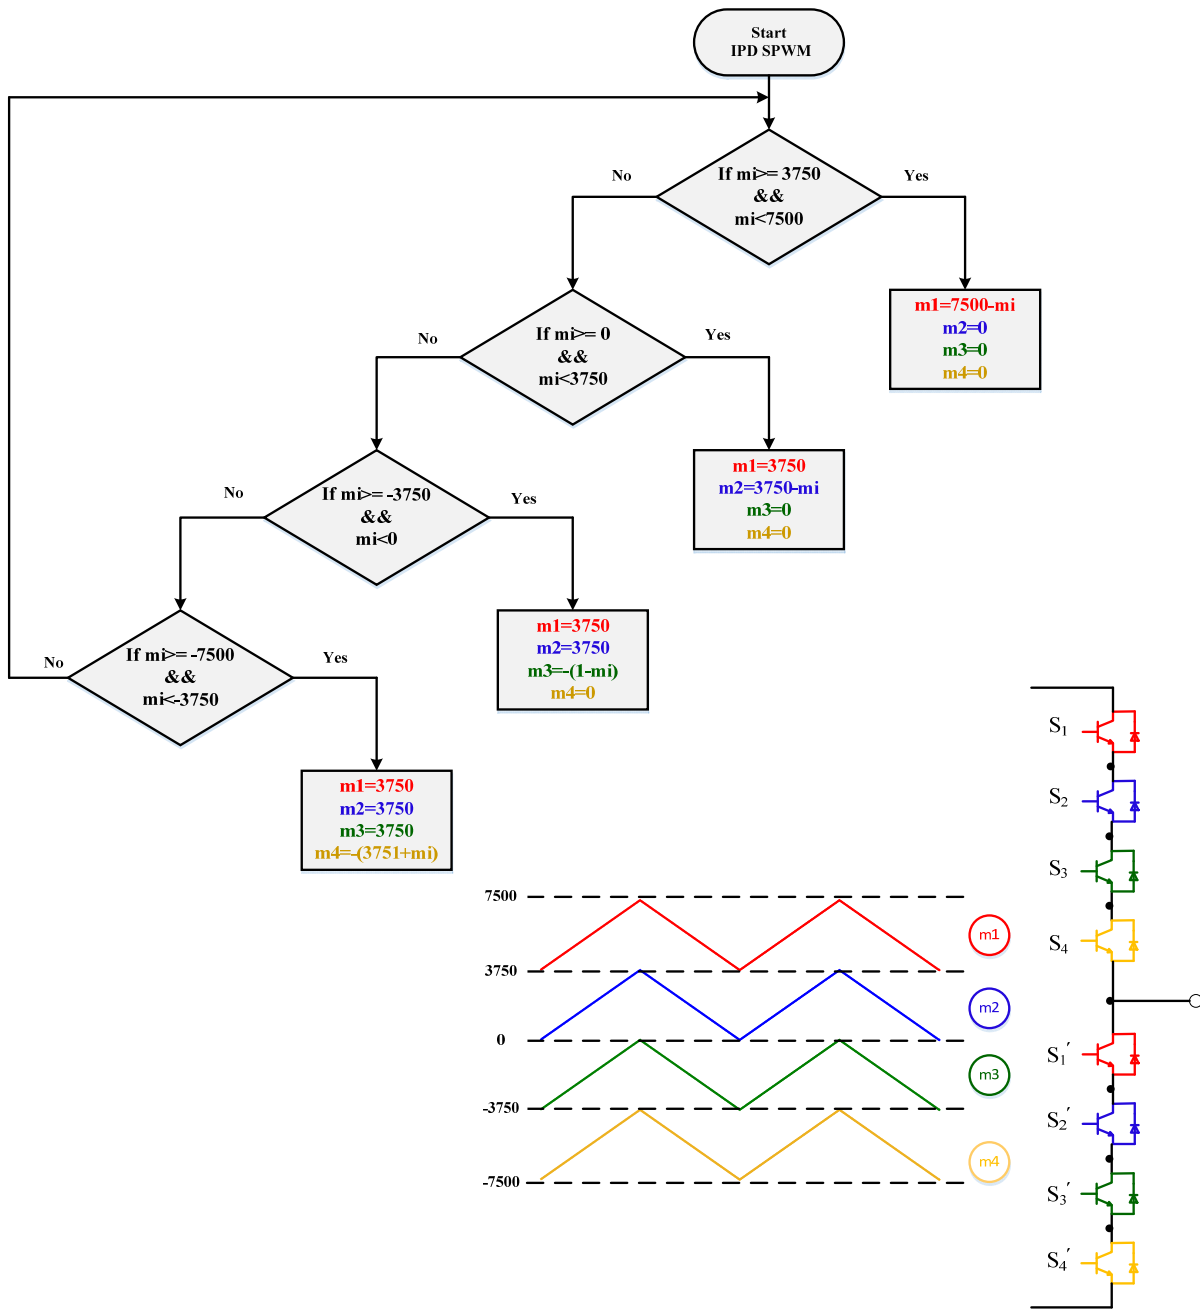 Start
IPD SPWM
If mi>= 3750
&&
mi<7500
No
Yes
m1=7500-mi
m2=0
m3=0
m4=0
If mi>= 0
&&
mi<3750
No
Yes
m1=3750
m2=3750-mi
m3=0
m4=0
If mi>= -3750
&&
mi<0
No
Yes
m1=3750
m2=3750
m3=-(1-mi)
m4=0
If mi>= -7500
&&
mi<-3750
No
Yes
m1=3750
m2=3750
m3=3750
m4=-(3751+mi)
7500
3750
0
-3750
-7500
m1
m2
m3
m4
S₁
S₂
S₃
S₄
S₁′
S₂′
S₃′
S₄′